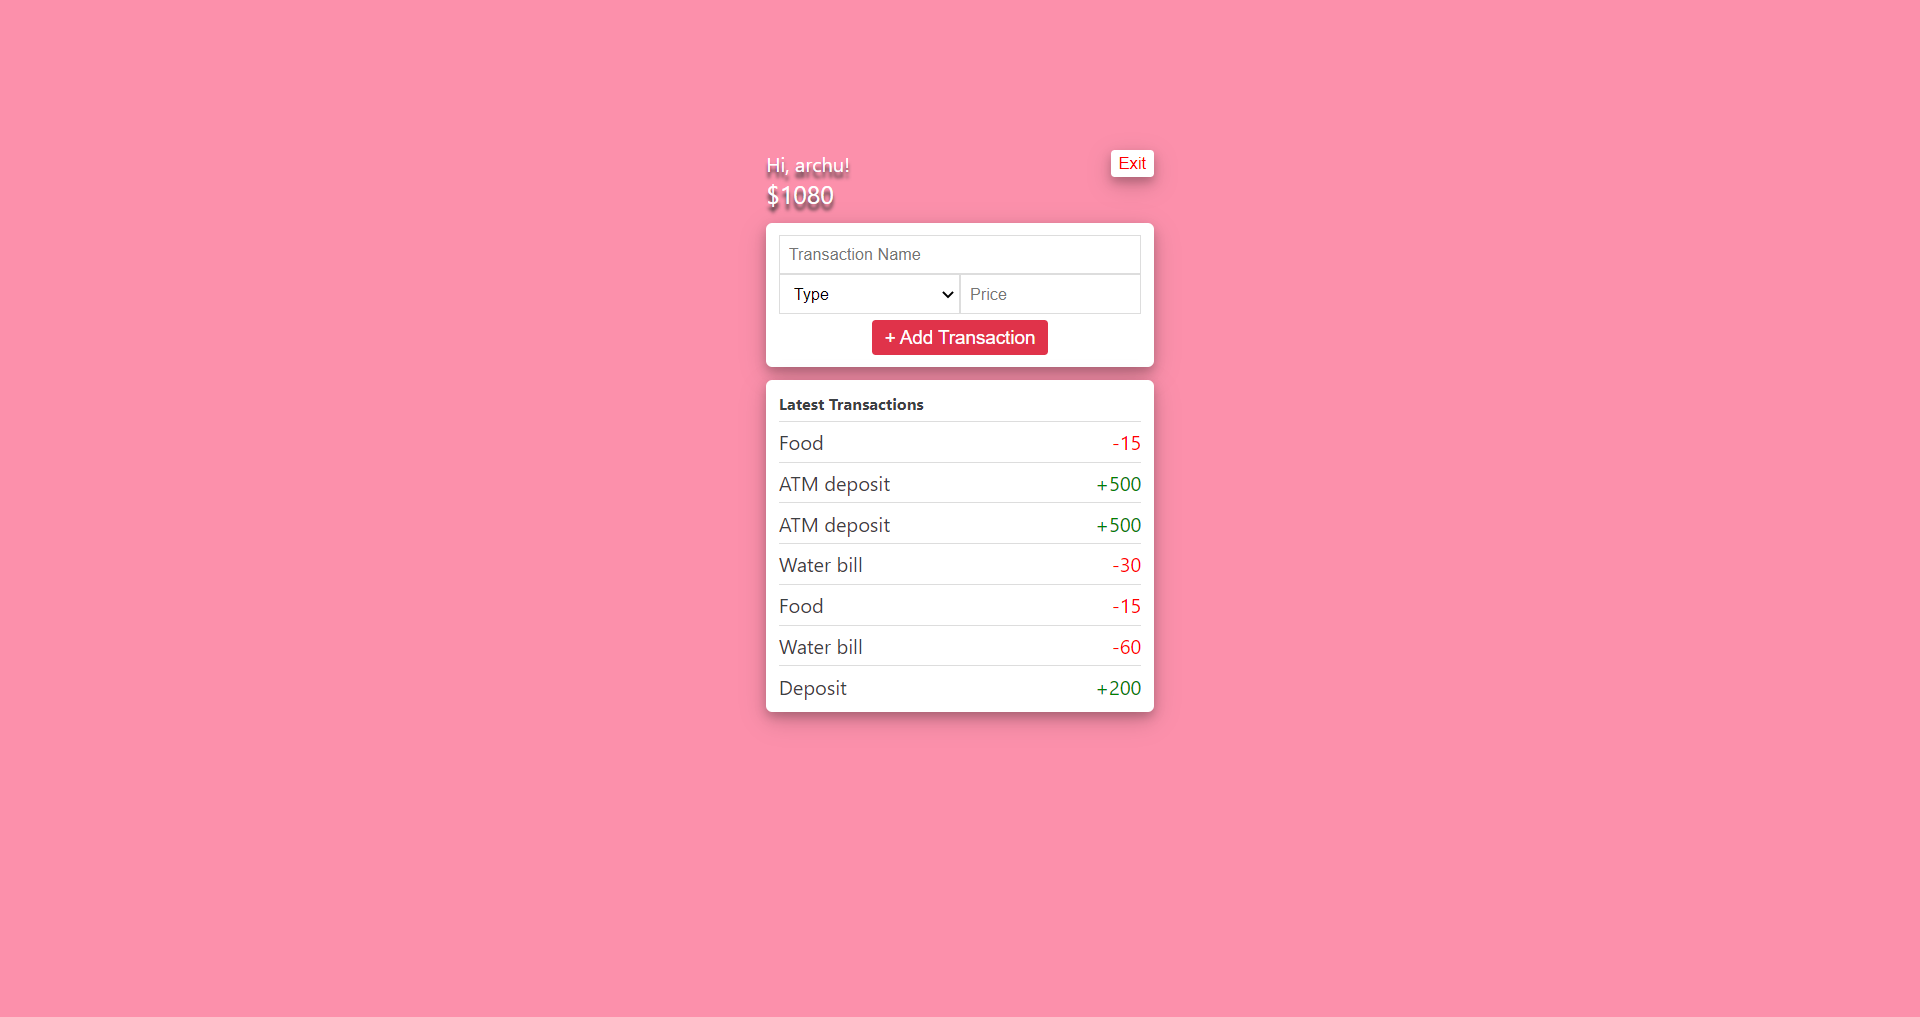 Hi, archu!
Exit
$1080
Transaction Name
Type
Price
+ Add Transaction
Latest Transactions
Food -15
ATM deposit +500
ATM deposit +500
Water bill -30
Food -15
Water bill -60
Deposit +200